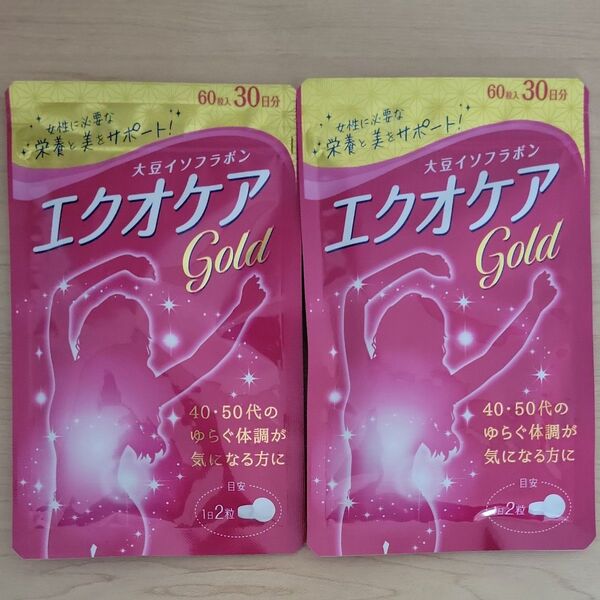 60粒入30日分
女性に必要な
栄養と美をサポート!
大豆イソフラボン
エクオケア
Gold
40・50代の
ゆらぐ体調が
気になる方に
目安
1日2粒
60粒入30日分
女性に必要な
栄養と美をサポート!
大豆イソフラボン
エクオケア
Gold
40・50代の
ゆらぐ体調が
気になる方に
目安
1日2粒